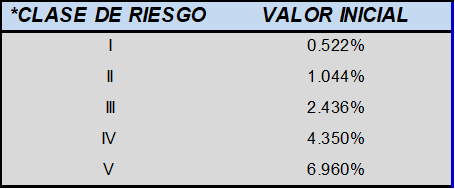 *CLASE DE RIESGO VALOR INICIAL
I 0.522%
II 1.044%
III 2.436%
IV 4.350%
V 6.960%